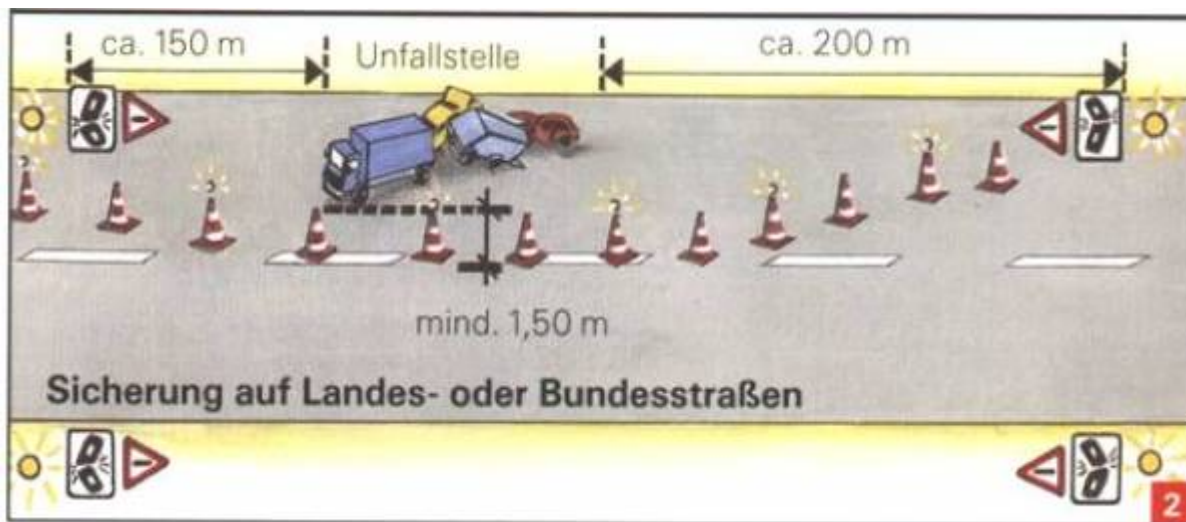 ca. 150 m
Unfallstelle
ca. 200 m
mind. 1,50 m
Sicherung auf Landes- oder Bundesstraßen
2